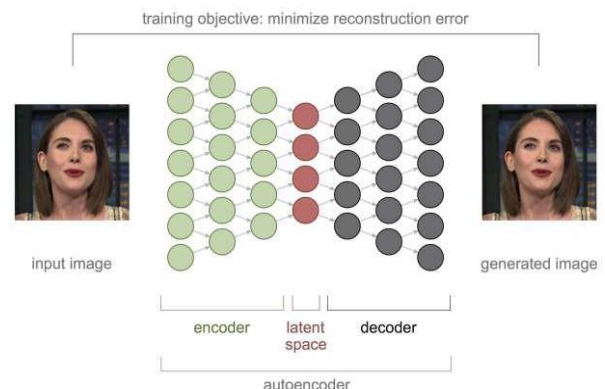 training objective: minimize reconstruction error
input image
generated image
encoder
latent
space
decoder
autoencoder